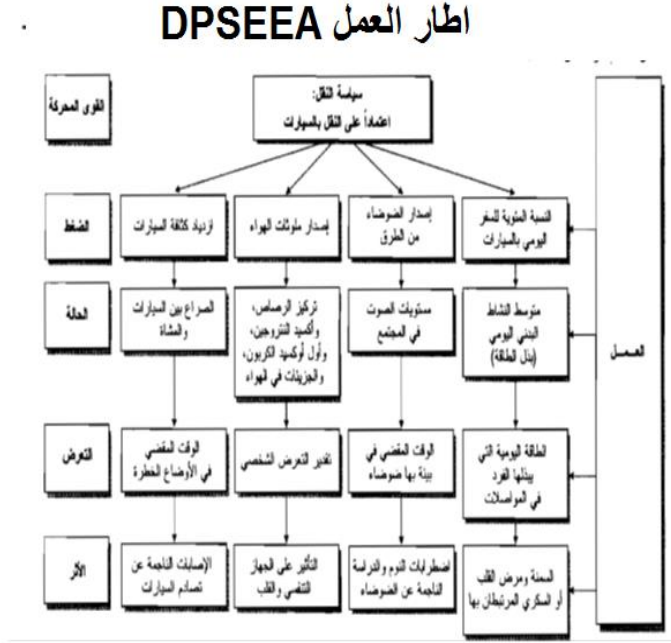 اطار العمل DPSEEA
القوى المحركة
سياسة النقل:
اعتماداً على النقل بالسيارات
الضغط
ازدياد كثافة السيارات
إصدار ملوثات الهواء
إصدار الضوضاء
من الطرق
النسبة المئوية للسفر
اليومي بالسيارات
الحالة
الصراع بين السيارات
والمشاة
تركيز الرصاص،
وأكسيد النتروجين،
وأول أوكسيد الكربون،
والجزيئات في الهواء
مستويات الصوت
في المجتمع
متوسط النشاط
البدني اليومي
(بذل الطاقة)
العمل
التعرض
الوقت المقضي
في الأوضاع الخطرة
تقدير التعرض الشخصي
الوقت المقضي في
بيئة بها ضوضاء
الطاقة اليومية التي
يبذلها الفرد
في المواصلات
الأثر
الإصابات الناجمة عن
تصادم السيارات
التأثير على الجهاز
التنفسي والقلب
اضطرابات النوم والدراسة
الناجمة عن الضوضاء
السمنة ومرض القلب
أو السكري المرتبطان بها